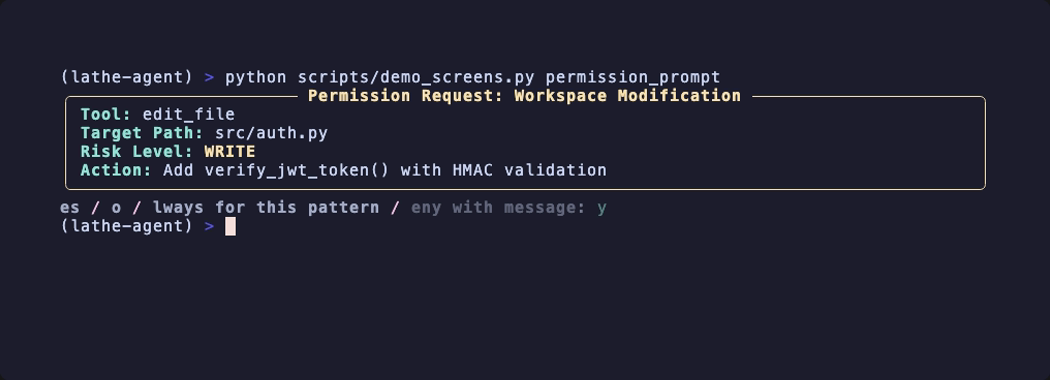 (lathe-agent) > python scripts/demo_screens.py permission_prompt
Permission Request: Workspace Modification
Tool: edit_file
Target Path: src/auth.py
Risk Level: WRITE
Action: Add verify_jwt_token() with HMAC validation
es / o / lways for this pattern / eny with message: y
(lathe-agent) >